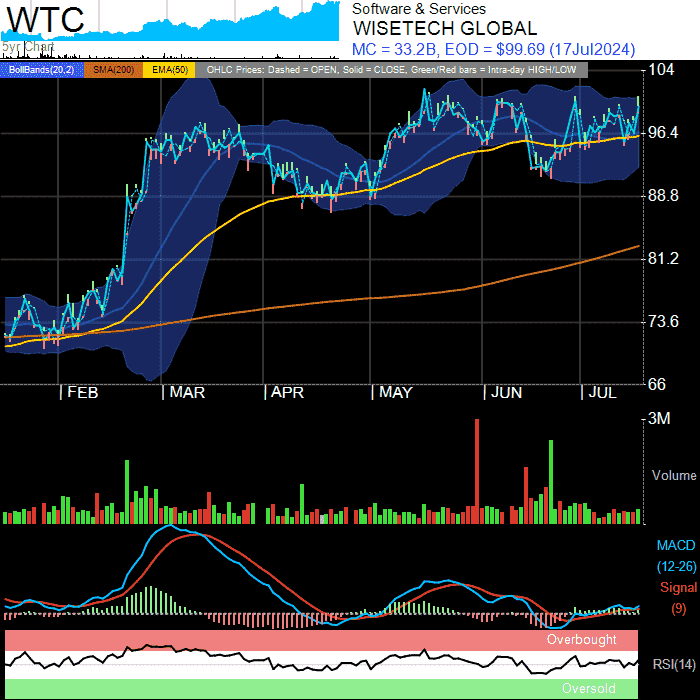 WTC
5yr Chart
Software & Services
WISETECH GLOBAL
MC = 33.2B, EOD = $99.69 (17Jul2024)
BollBands(20,2) SMA(200) EMA(50) OHLC Prices: Dashed = OPEN, Solid = CLOSE, Green/Red bars = Intra-day HIGH/LOW
104
96.4
88.8
81.2
73.6
66
FEB MAR APR MAY JUN JUL
3M
Volume
MACD
(12-26)
Signal
(9)
Overbought
RSI(14)
Oversold